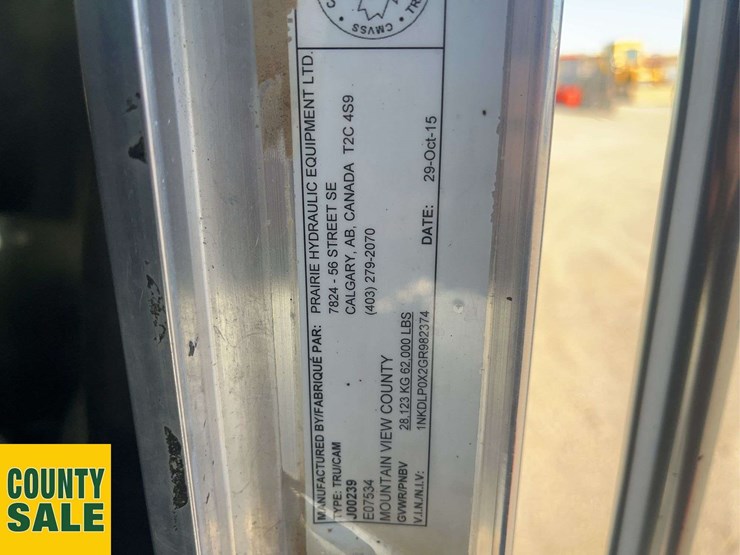 CMVSS
MANUFACTURED BY/FABRIQUÉ PAR: PRAIRIE HYDRAULIC EQUIPMENT LTD.
TYPE: TRU/CAM 7824 - 56 STREET SE
J00239 CALGARY, AB, CANADA T2C 4S9
E07534 (403) 279-2070
MOUNTAIN VIEW COUNTY
GVWR/PNBV 28,123 KG 62,000 LBS DATE: 29-Oct-15
V.I.N./N.I.V: 1NKDLP0X2GR982374
COUNTY
SALE